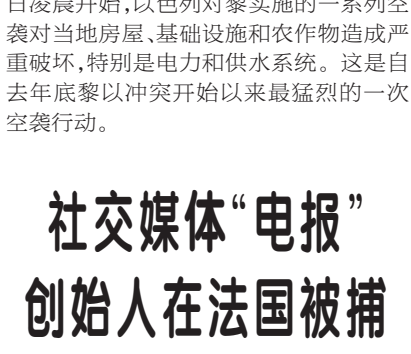 日凌晨开始,以色列对黎实施的一系列空
袭对当地房屋、基础设施和农作物造成严
重破坏,特别是电力和供水系统。这是自
去年底黎以冲突开始以来最猛烈的一次
空袭行动。
社交媒体“电报”
创始人在法国被捕